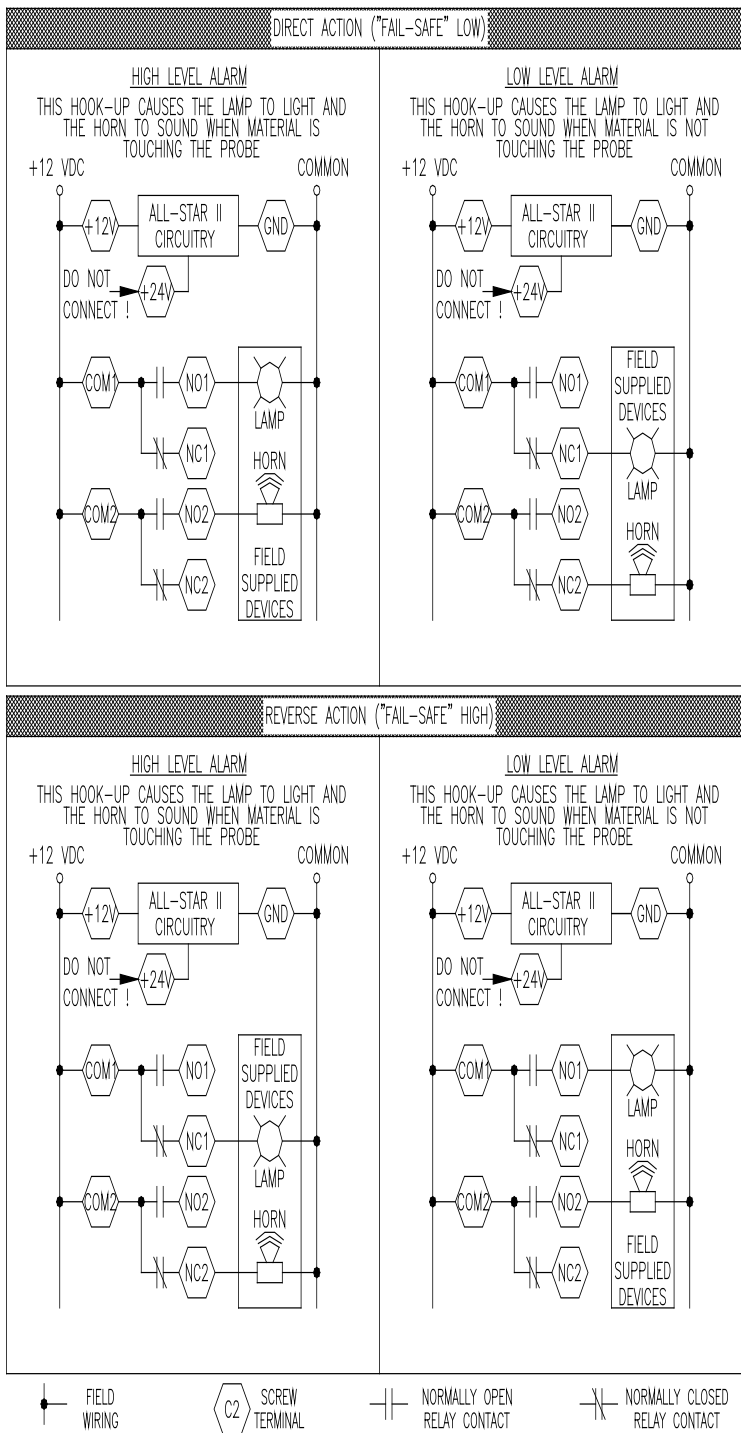 DIRECT ACTION ("FAIL-SAFE" LOW)
HIGH LEVEL ALARM
THIS HOOK-UP CAUSES THE LAMP TO LIGHT AND
THE HORN TO SOUND WHEN MATERIAL IS
TOUCHING THE PROBE
+12 VDC
COMMON
+12V
ALL-STAR II
CIRCUITRY
GND
DO NOT
CONNECT !
+24V
COM1
NO1
LAMP
NC1
HORN
COM2
NO2
NC2
FIELD
SUPPLIED
DEVICES
LOW LEVEL ALARM
THIS HOOK-UP CAUSES THE LAMP TO LIGHT AND
THE HORN TO SOUND WHEN MATERIAL IS NOT
TOUCHING THE PROBE
+12 VDC
COMMON
+12V
ALL-STAR II
CIRCUITRY
GND
DO NOT
CONNECT !
+24V
FIELD
SUPPLIED
DEVICES
COM1
NO1
NC1
LAMP
COM2
NO2
HORN
NC2
REVERSE ACTION ("FAIL-SAFE" HIGH)
HIGH LEVEL ALARM
THIS HOOK-UP CAUSES THE LAMP TO LIGHT AND
THE HORN TO SOUND WHEN MATERIAL IS
TOUCHING THE PROBE
+12 VDC
COMMON
+12V
ALL-STAR II
CIRCUITRY
GND
DO NOT
CONNECT !
+24V
FIELD
SUPPLIED
DEVICES
COM1
NO1
NC1
LAMP
COM2
NO2
HORN
NC2
LOW LEVEL ALARM
THIS HOOK-UP CAUSES THE LAMP TO LIGHT AND
THE HORN TO SOUND WHEN MATERIAL IS NOT
TOUCHING THE PROBE
+12 VDC
COMMON
+12V
ALL-STAR II
CIRCUITRY
GND
DO NOT
CONNECT !
+24V
COM1
NO1
LAMP
NC1
HORN
COM2
NO2
NC2
FIELD
SUPPLIED
DEVICES
FIELD
WIRING
C2
SCREW
TERMINAL
NORMALLY OPEN
RELAY CONTACT
NORMALLY CLOSED
RELAY CONTACT